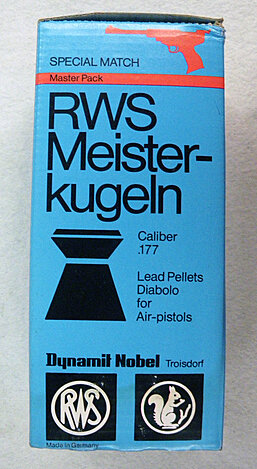 SPECIAL MATCH
Master Pack
RWS
Meister-
kugeln
Caliber
.177
Lead Pellets
Diabolo
for
Air-pistols
Dynamit Nobel Troisdorf
RWS
Made in Germany